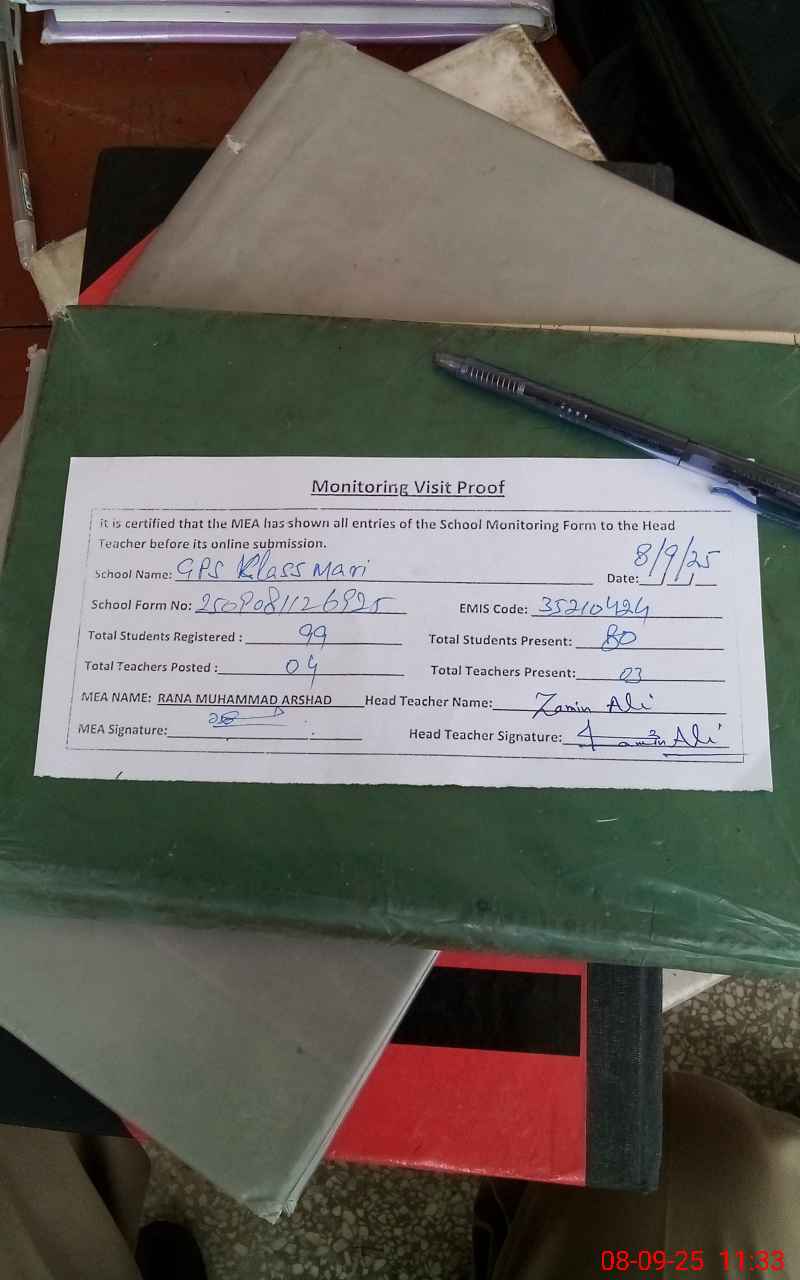 Monitoring Visit Proof
it is certified that the MEA has shown all entries of the School Monitoring Form to the Head
Teacher before its online submission.
School Name: GPS Klass Mari Date: 8/9/25
School Form No: 2509081126925 EMIS Code: 35210424
Total Students Registered : 99 Total Students Present: 80
Total Teachers Posted : 04 Total Teachers Present: 03
MEA NAME: RANA MUHAMMAD ARSHAD Head Teacher Name: Zamin Ali
MEA Signature: Head Teacher Signature: Zamin Ali
08-09-25 11:33